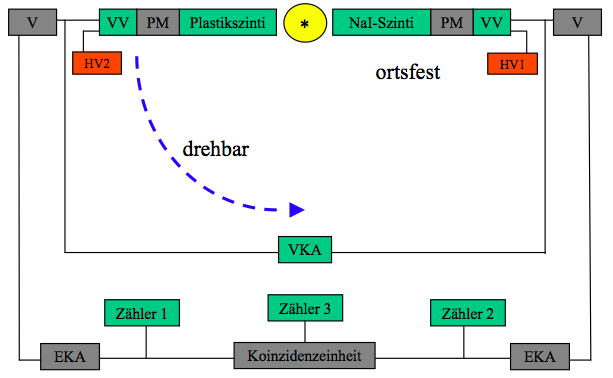 V VV PM Plastikszinti * NaI-Szinti PM VV V
HV2 HV1
ortsfest
drehbar
VKA
Zähler 1 Zähler 3 Zähler 2
EKA Koinzidenzeinheit EKA